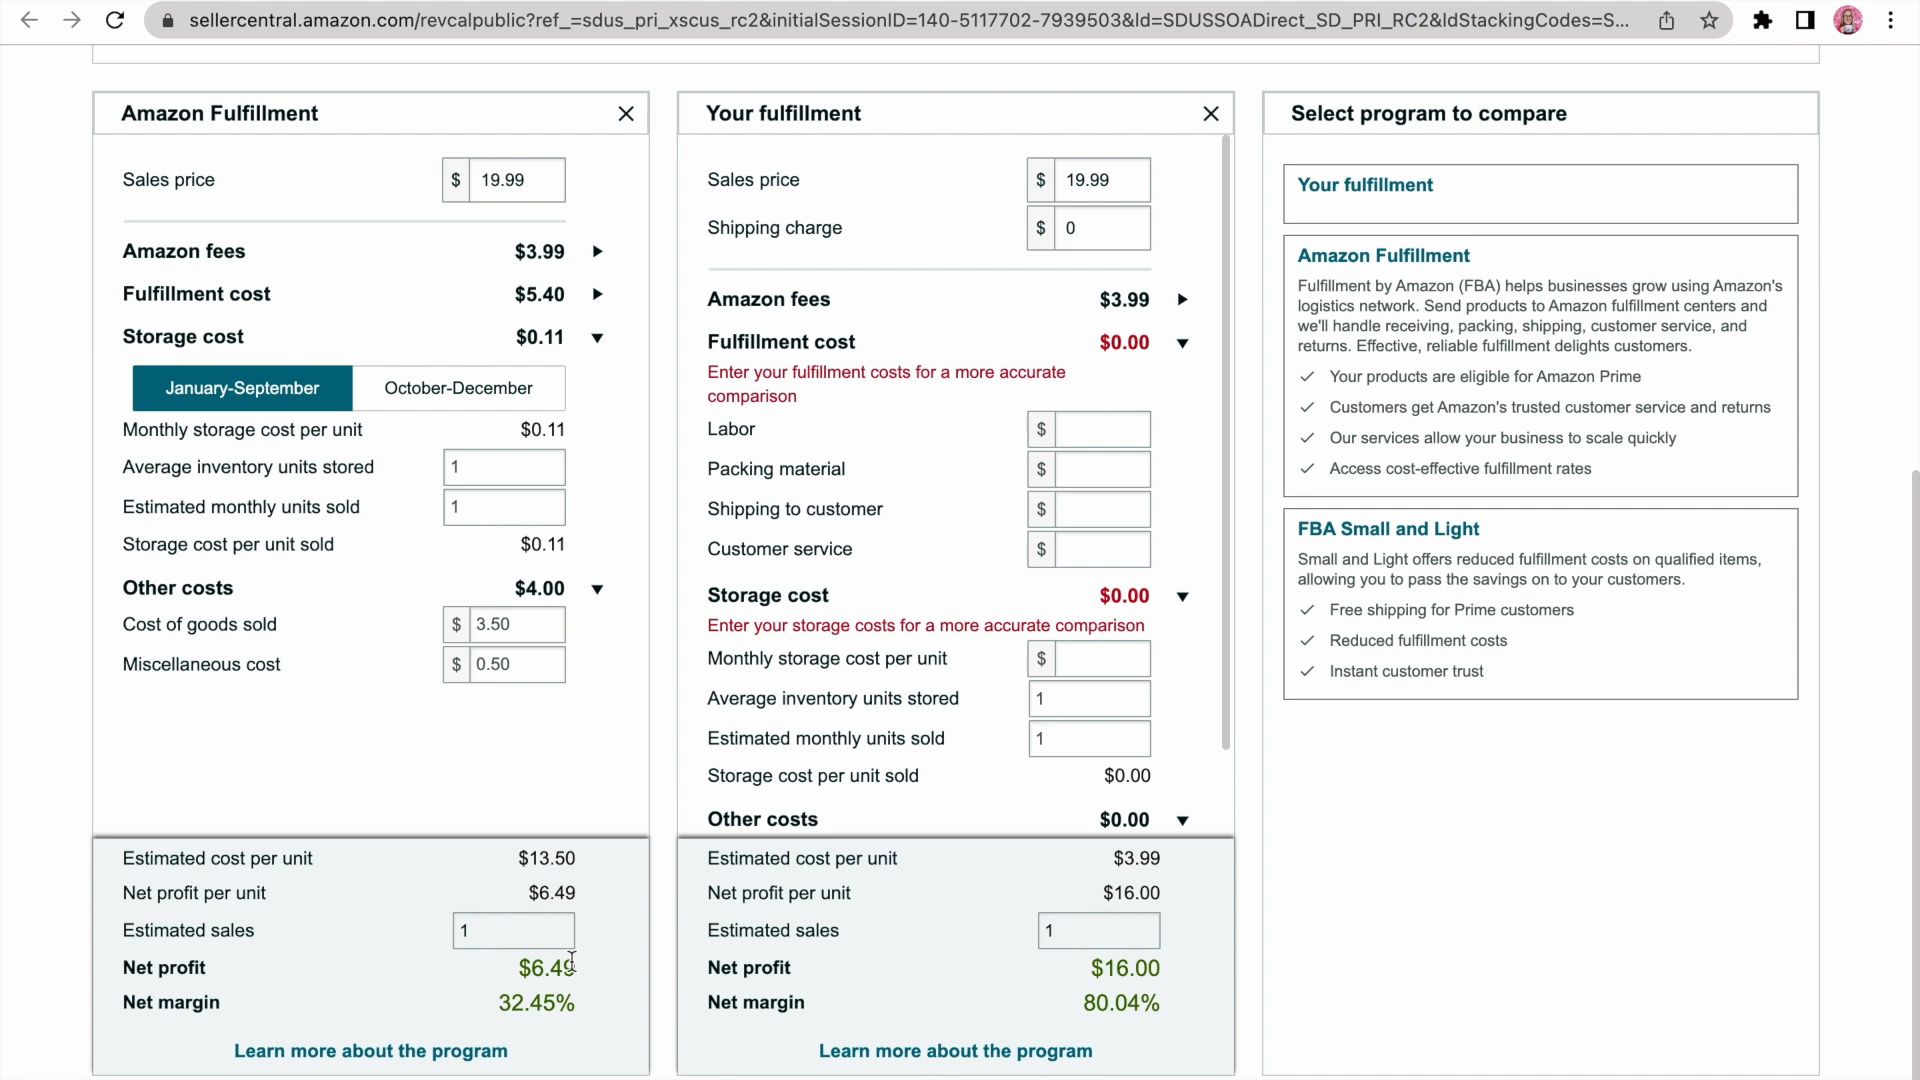 sellercentral.amazon.com/revcalpublic?ref_=sdus_pri_xscus_rc2&initialSessionID=140-5117702-7939503&ld=SDUSSOADirect_SD_PRI_RC2&ldStackingCodes=S...
Amazon Fulfillment
Sales price $ 19.99
Amazon fees $3.99
Fulfillment cost $5.40
Storage cost $0.11
January-September October-December
Monthly storage cost per unit $0.11
Average inventory units stored 1
Estimated monthly units sold 1
Storage cost per unit sold $0.11
Other costs $4.00
Cost of goods sold $ 3.50
Miscellaneous cost $ 0.50
Estimated cost per unit $13.50
Net profit per unit $6.49
Estimated sales 1
Net profit $6.49
Net margin 32.45%
Learn more about the program
Your fulfillment
Sales price $ 19.99
Shipping charge $ 0
Amazon fees $3.99
Fulfillment cost $0.00
Enter your fulfillment costs for a more accurate
comparison
Labor $
Packing material $
Shipping to customer $
Customer service $
Storage cost $0.00
Enter your storage costs for a more accurate comparison
Monthly storage cost per unit $
Average inventory units stored 1
Estimated monthly units sold 1
Storage cost per unit sold $0.00
Other costs $0.00
Estimated cost per unit $3.99
Net profit per unit $16.00
Estimated sales 1
Net profit $16.00
Net margin 80.04%
Learn more about the program
Select program to compare
Your fulfillment
Amazon Fulfillment
Fulfillment by Amazon (FBA) helps businesses grow using Amazon's
logistics network. Send products to Amazon fulfillment centers and
we'll handle receiving, packing, shipping, customer service, and
returns. Effective, reliable fulfillment delights customers.
Your products are eligible for Amazon Prime
Customers get Amazon's trusted customer service and returns
Our services allow your business to scale quickly
Access cost-effective fulfillment rates
FBA Small and Light
Small and Light offers reduced fulfillment costs on qualified items,
allowing you to pass the savings on to your customers.
Free shipping for Prime customers
Reduced fulfillment costs
Instant customer trust